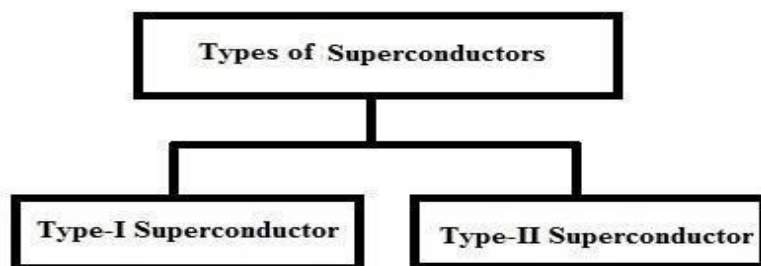 Types of Superconductors
Type-I Superconductor
Type-II Superconductor